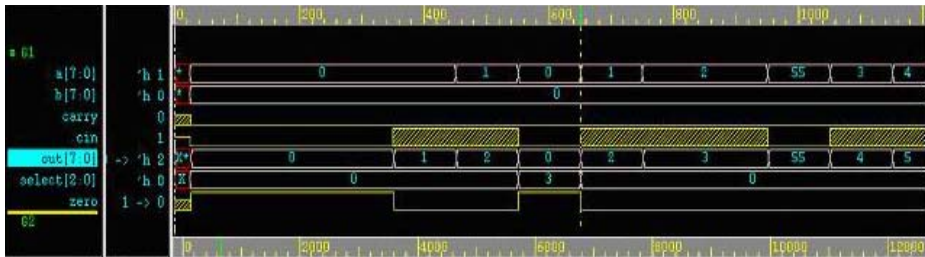 0 200 400 600 800 1000
G1
a[7:0] 'h 1 * 0 1 0 1 2 55 3 4
b[7:0] 'h 0 * 0
carry 0
cin 1
out[7:0] -> 'h 2 X* 0 1 2 0 2 3 55 4 5
select[2:0] 'h 0 X 0 3 0
zero 1 -> 0
G2
0 2000 4000 6000 8000 10000 12000